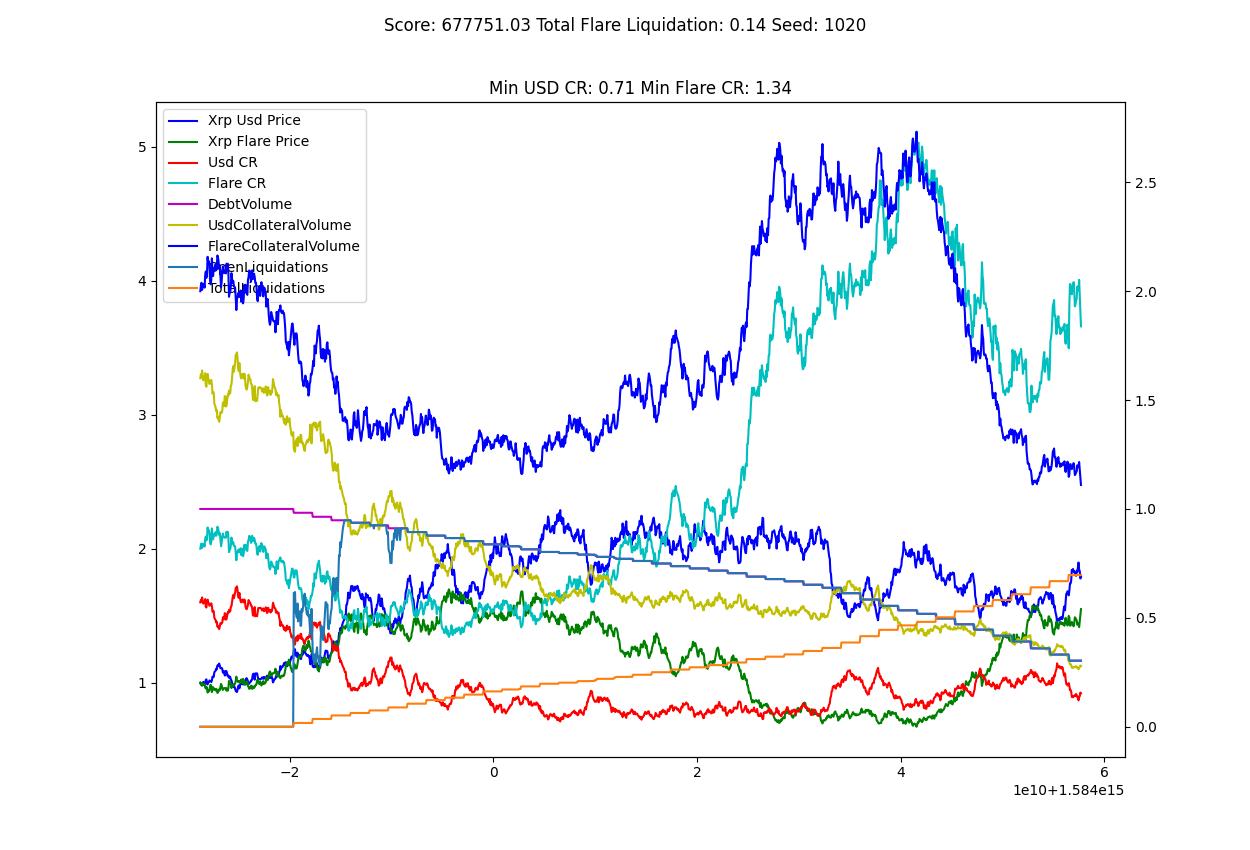 Score: 677751.03 Total Flare Liquidation: 0.14 Seed: 1020
Min USD CR: 0.71 Min Flare CR: 1.34
Xrp Usd Price
Xrp Flare Price
Usd CR
Flare CR
DebtVolume
UsdCollateralVolume
FlareCollateralVolume
OpenLiquidations
TotalLiquidations
5
4
3
2
1
2.5
2.0
1.5
1.0
0.5
0.0
−2
0
2
4
6
1e10+1.584e15